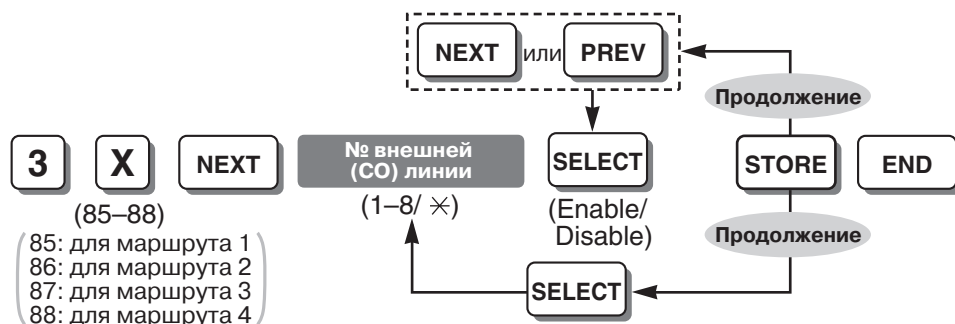 NEXT или PREV
Продолжение
3 X NEXT № внешней (CO) линии SELECT STORE END
(85–88)
(1–8/ ✳)
(Enable/
Disable)
Продолжение
85: для маршрута 1
86: для маршрута 2
87: для маршрута 3
88: для маршрута 4
SELECT